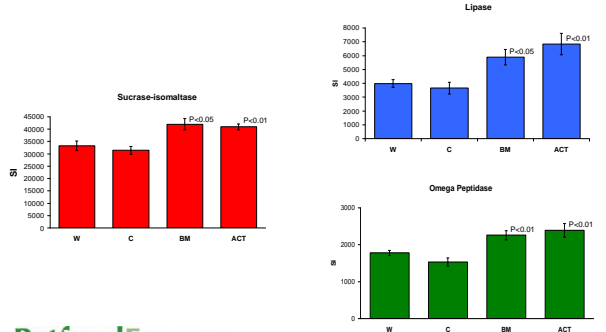 Sucrase-isomaltase
SI
45000
40000
35000
30000
25000
20000
15000
10000
5000
0
P<0.05
P<0.01
W C BM ACT
Lipase
SI
8000
7000
6000
5000
4000
3000
2000
1000
0
P<0.05
P<0.01
W C BM ACT
Omega Peptidase
SI
3000
2000
1000
0
P<0.01
P<0.01
W C BM ACT